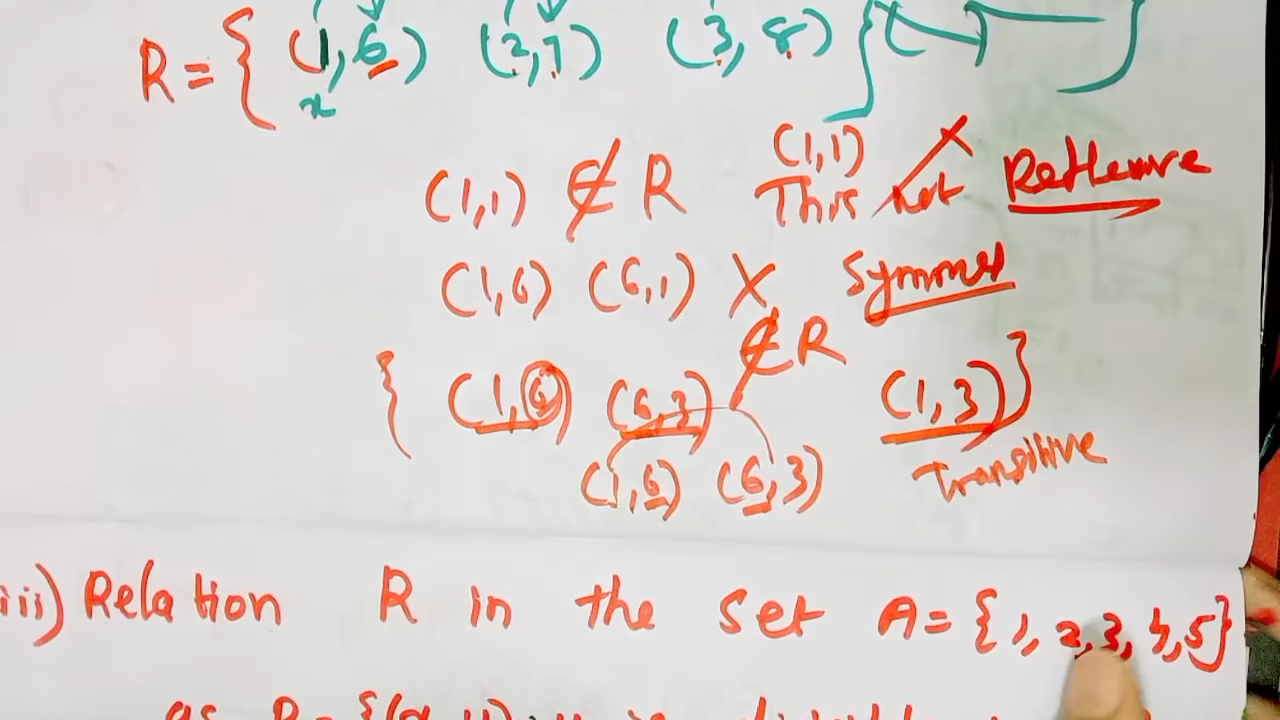 R = { (1, 6) (2, 7) (3, 8) }
x
(1,1) ∉ R (1,1)
This not Reflexive
(1,6) (6,1) X Symmes
∉ R
{ (1,6) (6,3) (1,3) }
(1,6) (6,3) Transitive
iii) Relation R in the set A = {1, 2, 3, 4, 5}
as R = {(x, y)